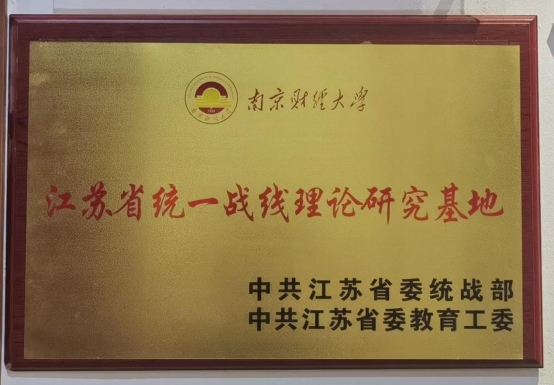 南京财经大学
江苏省统一战线理论研究基地
中共江苏省委统战部
中共江苏省委教育工委